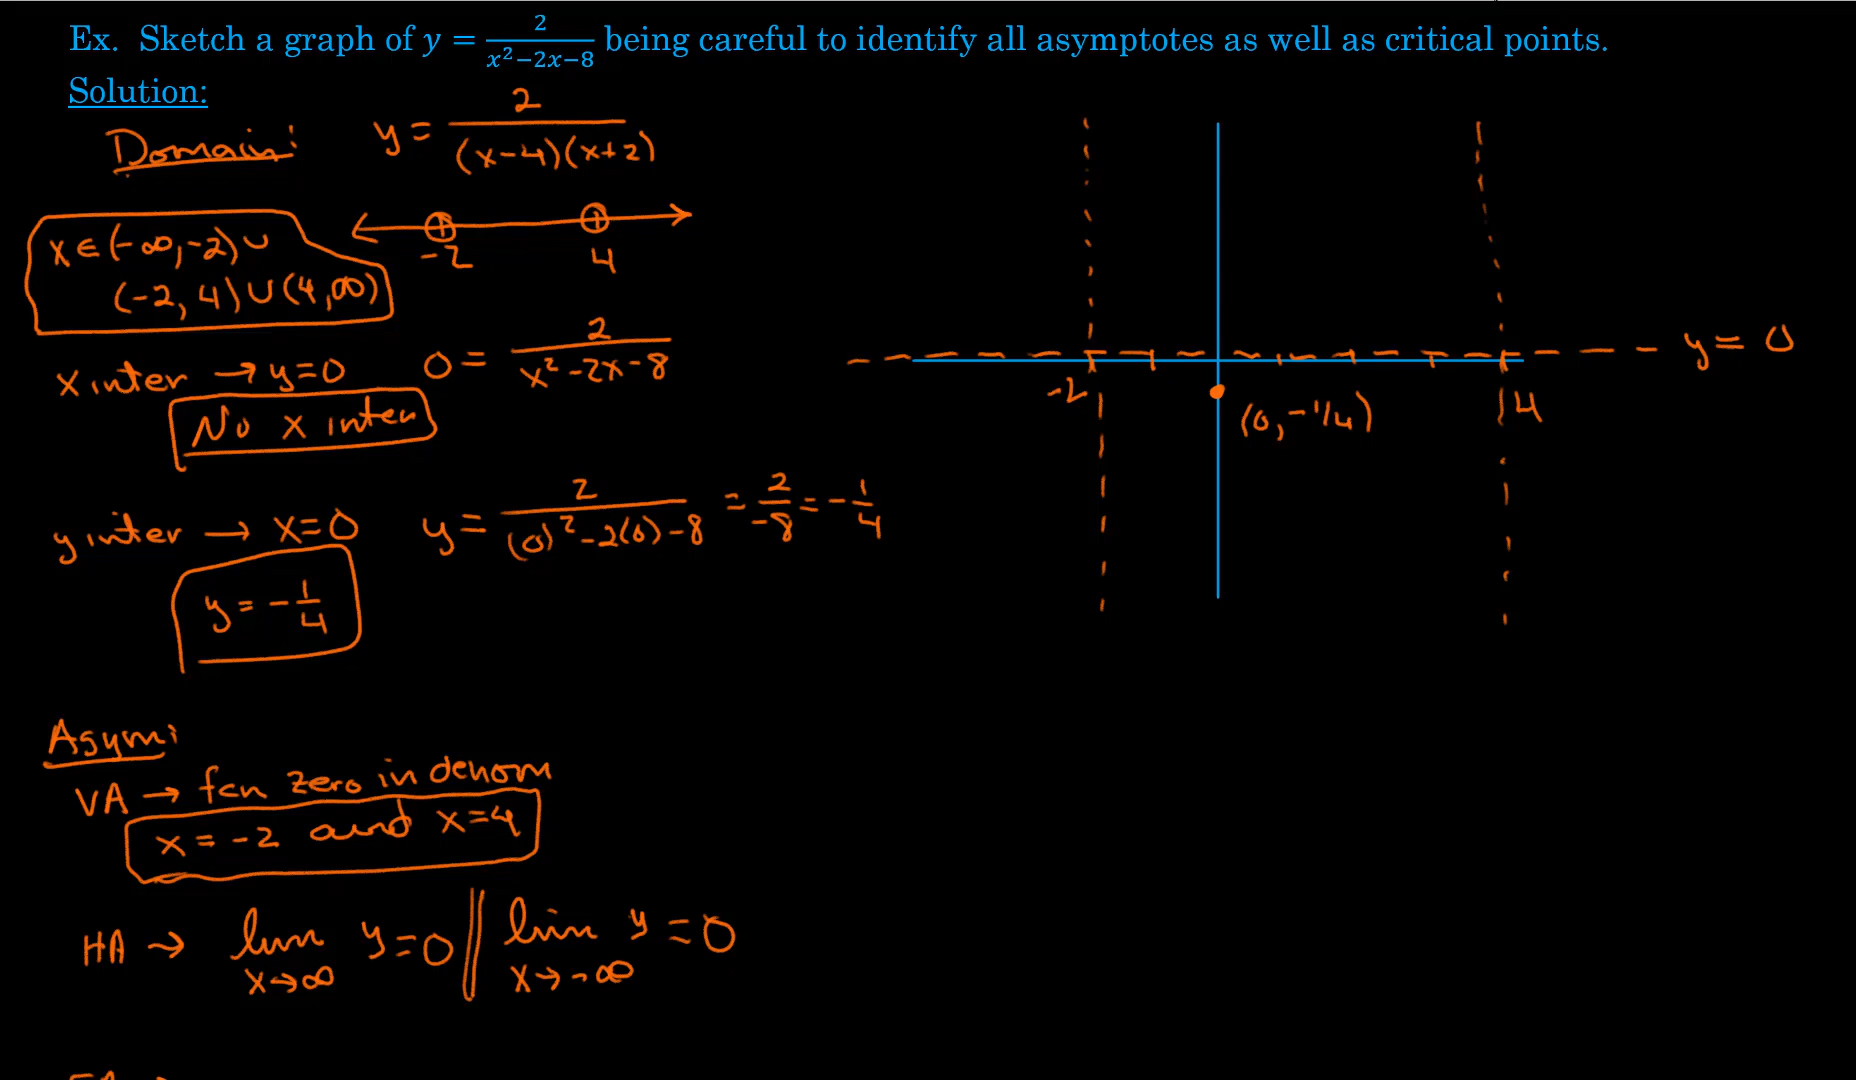 Ex. Sketch a graph of y = 2/(x²−2x−8) being careful to identify all asymptotes as well as critical points.
Solution:
Domain: y = 2/((x-4)(x+2))
-2 4
x ∈ (-∞,-2) ∪
(-2, 4) ∪ (4,∞)
x inter → y=0 0 = 2/(x²-2x-8)
No x inter
y inter → x=0 y = 2/((0)²-2(0)-8) = 2/-8 = -1/4
y = -1/4
Asym:
VA → fcn zero in denom
x = -2 and x=4
HA → lim x→∞ y=0 || lim x→-∞ y=0
y = 0
-2 4
(0, -1/4)